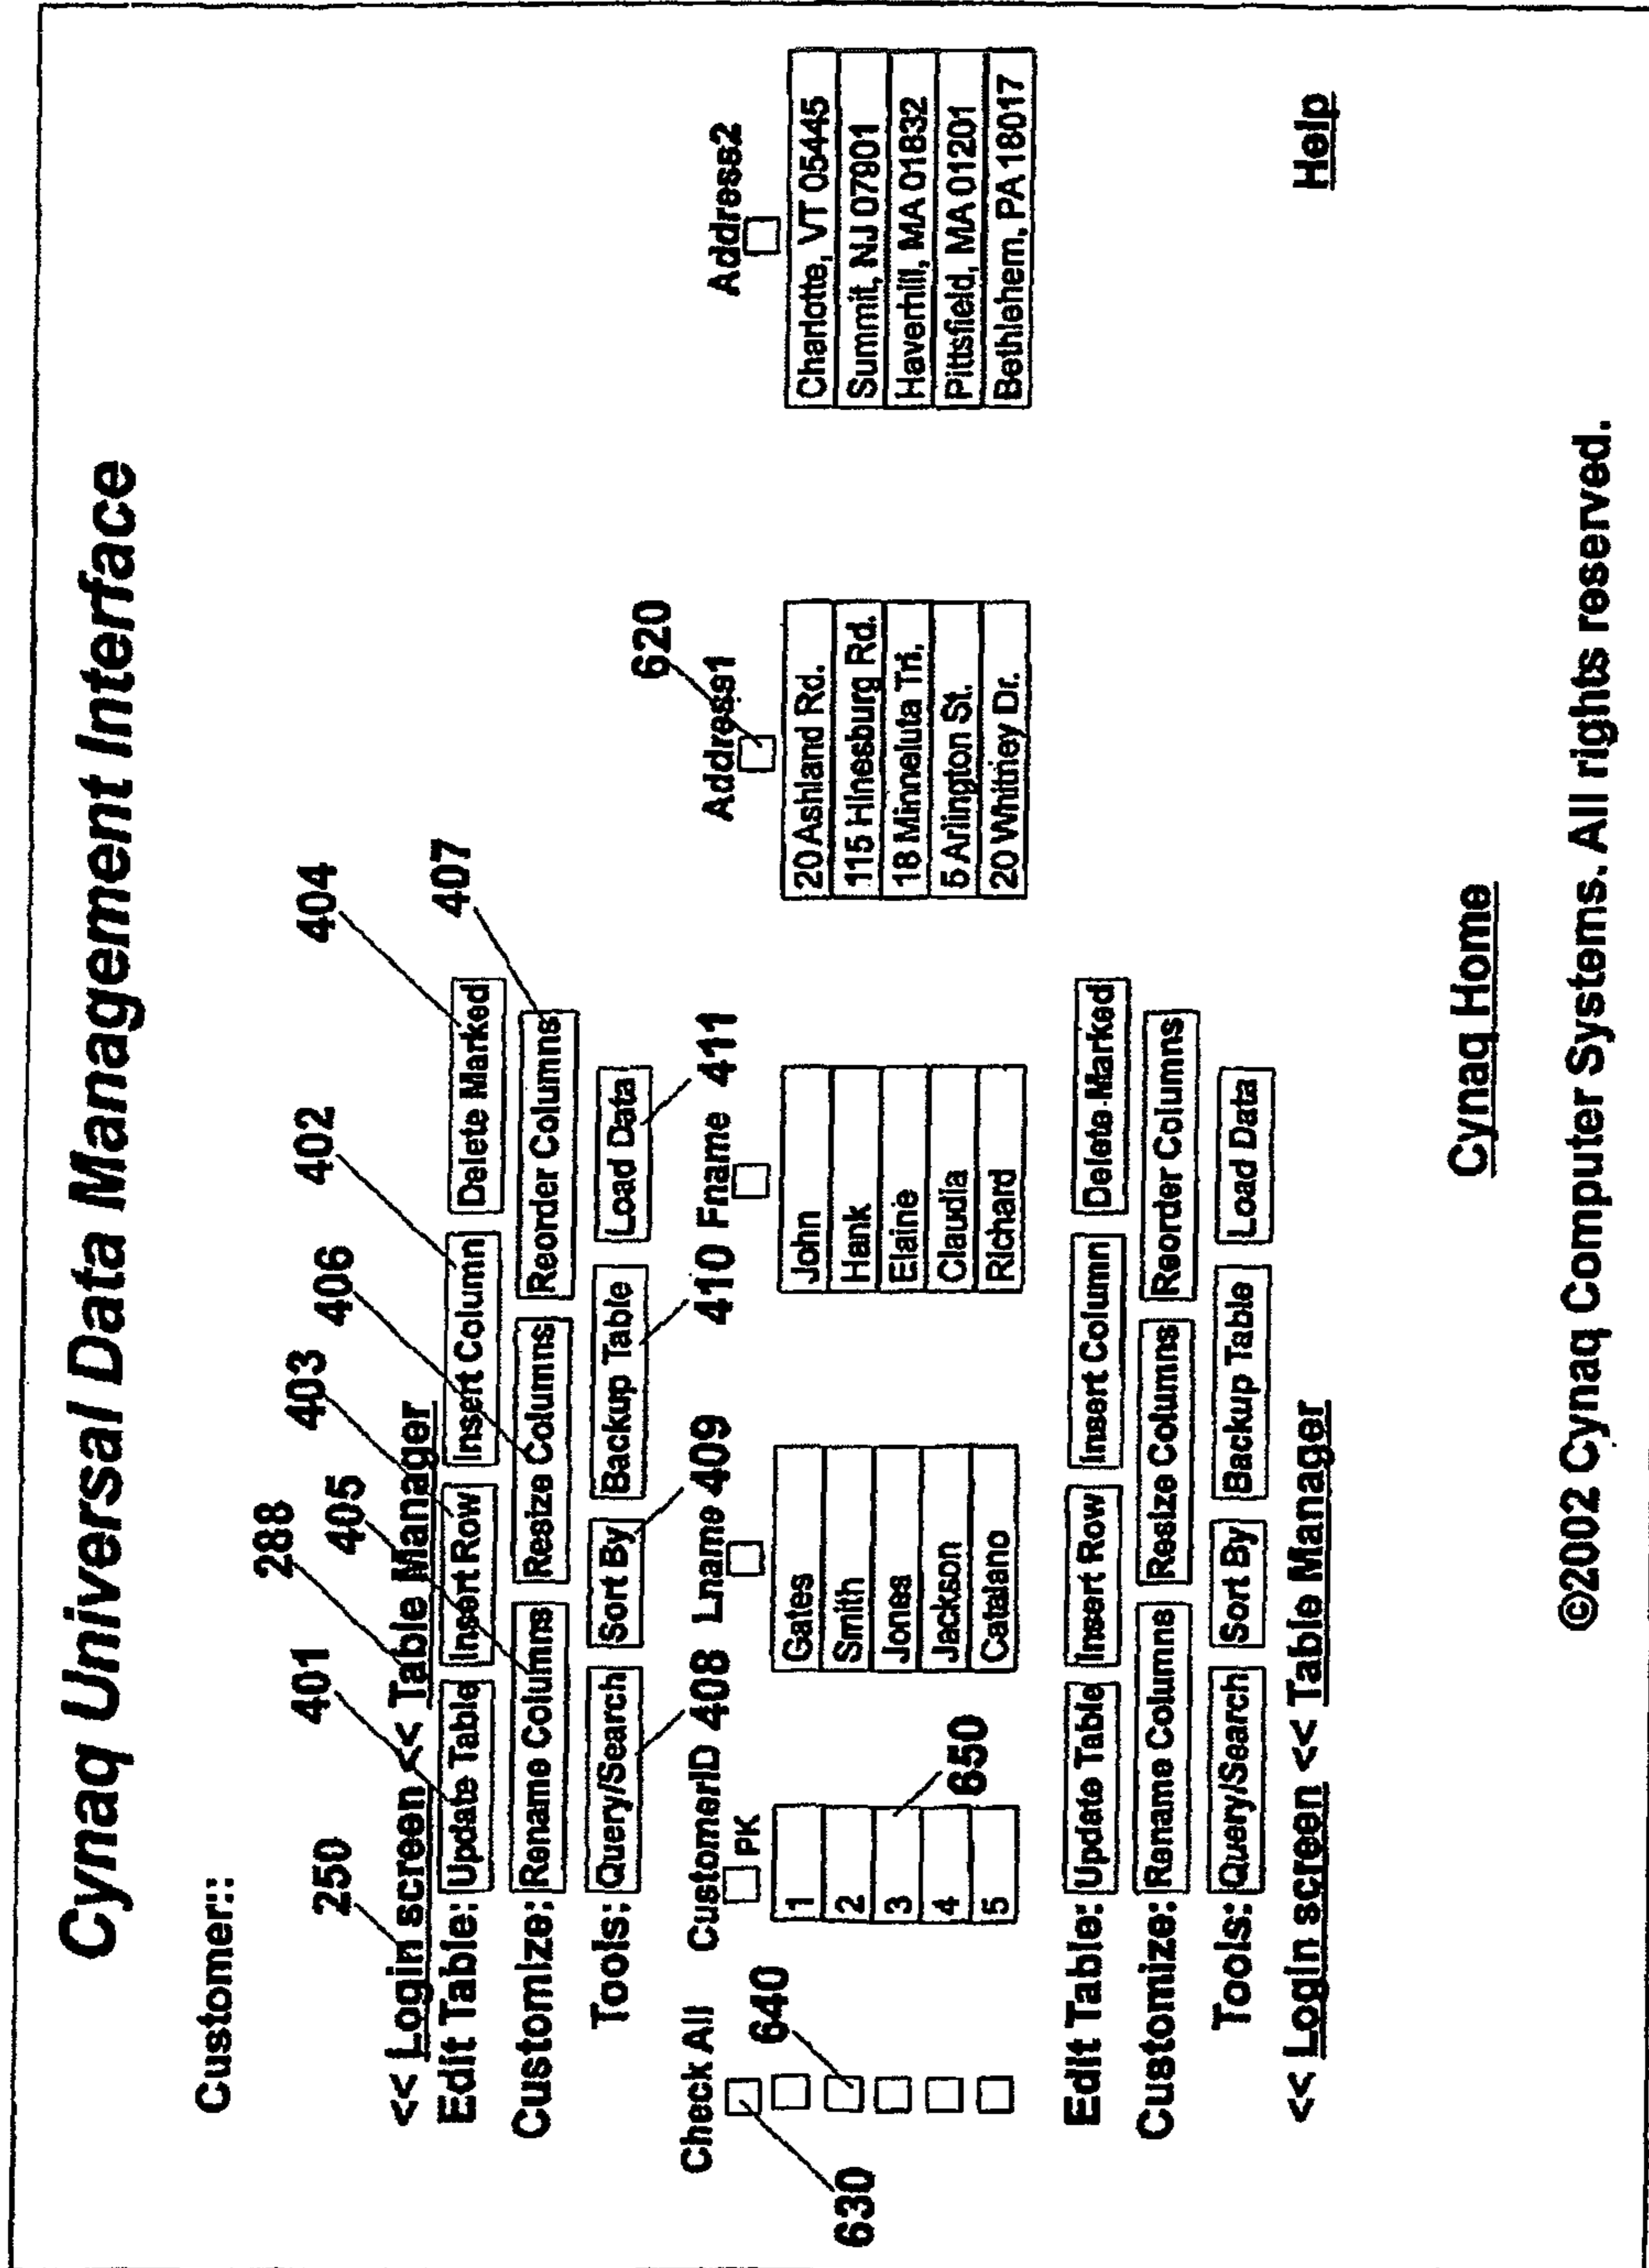 Cynaq Universal Data Management Interface
Customer::
250 401 288 405 403 406 402 404
<< Login screen << Table Manager
Edit Table: Update Table Insert Row Insert Column Delete Marked 407
Customize: Rename Columns Resize Columns Reorder Columns
Tools: Query/Search Sort By Backup Table Load Data
620
Check All CustomerID 408 Lname 409 410 Fname 411 Address1 Address2
630 640 PK
1 Gates John 20 Ashland Rd. Charlotte, VT 05445
2 Smith Hank 115 Hinesburg Rd. Summit, NJ 07901
3 Jones Elaine 18 Minneluta Trl. Haverhill, MA 01832
4 Jackson Claudia 5 Arlington St. Pittsfield, MA 01201
5 Catalano Richard 20 Whitney Dr. Bethlehem, PA 18017
650
Edit Table: Update Table Insert Row Insert Column Delete Marked
Customize: Rename Columns Resize Columns Reorder Columns
Tools: Query/Search Sort By Backup Table Load Data
<< Login screen << Table Manager Help
Cynaq Home
©2002 Cynaq Computer Systems. All rights reserved.